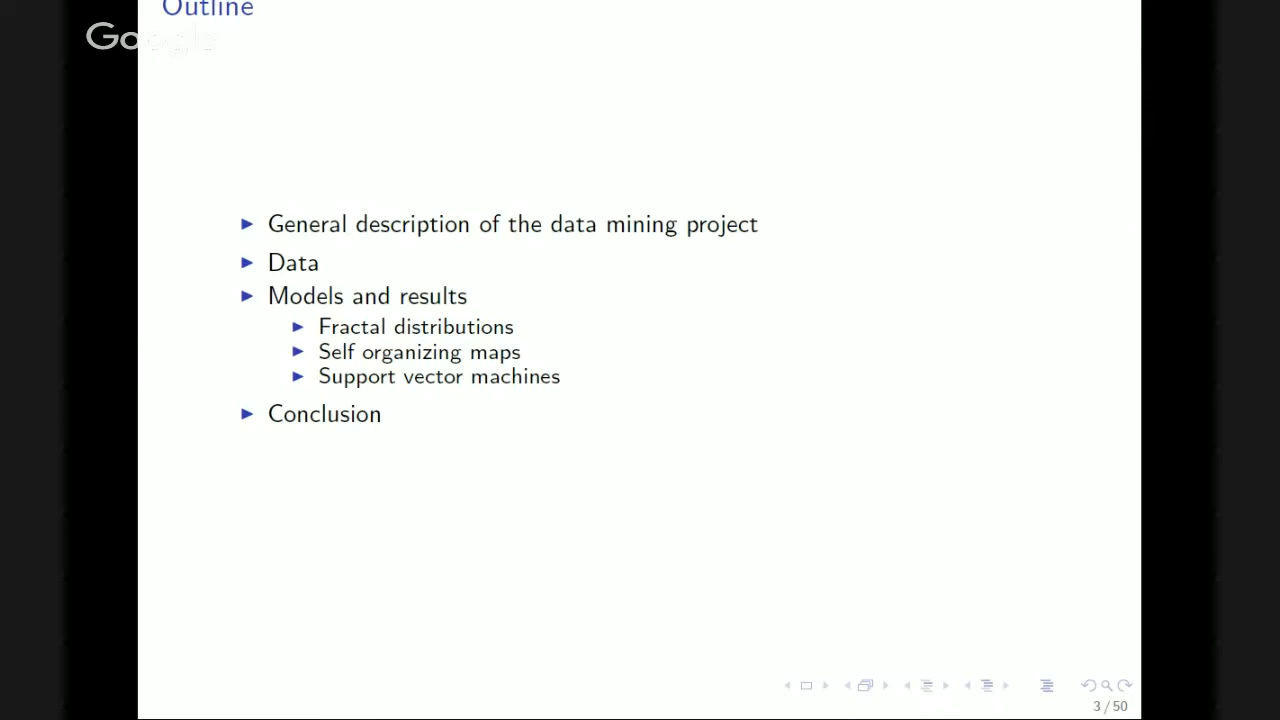 Outline
Google
General description of the data mining project
Data
Models and results
Fractal distributions
Self organizing maps
Support vector machines
Conclusion
3 / 50